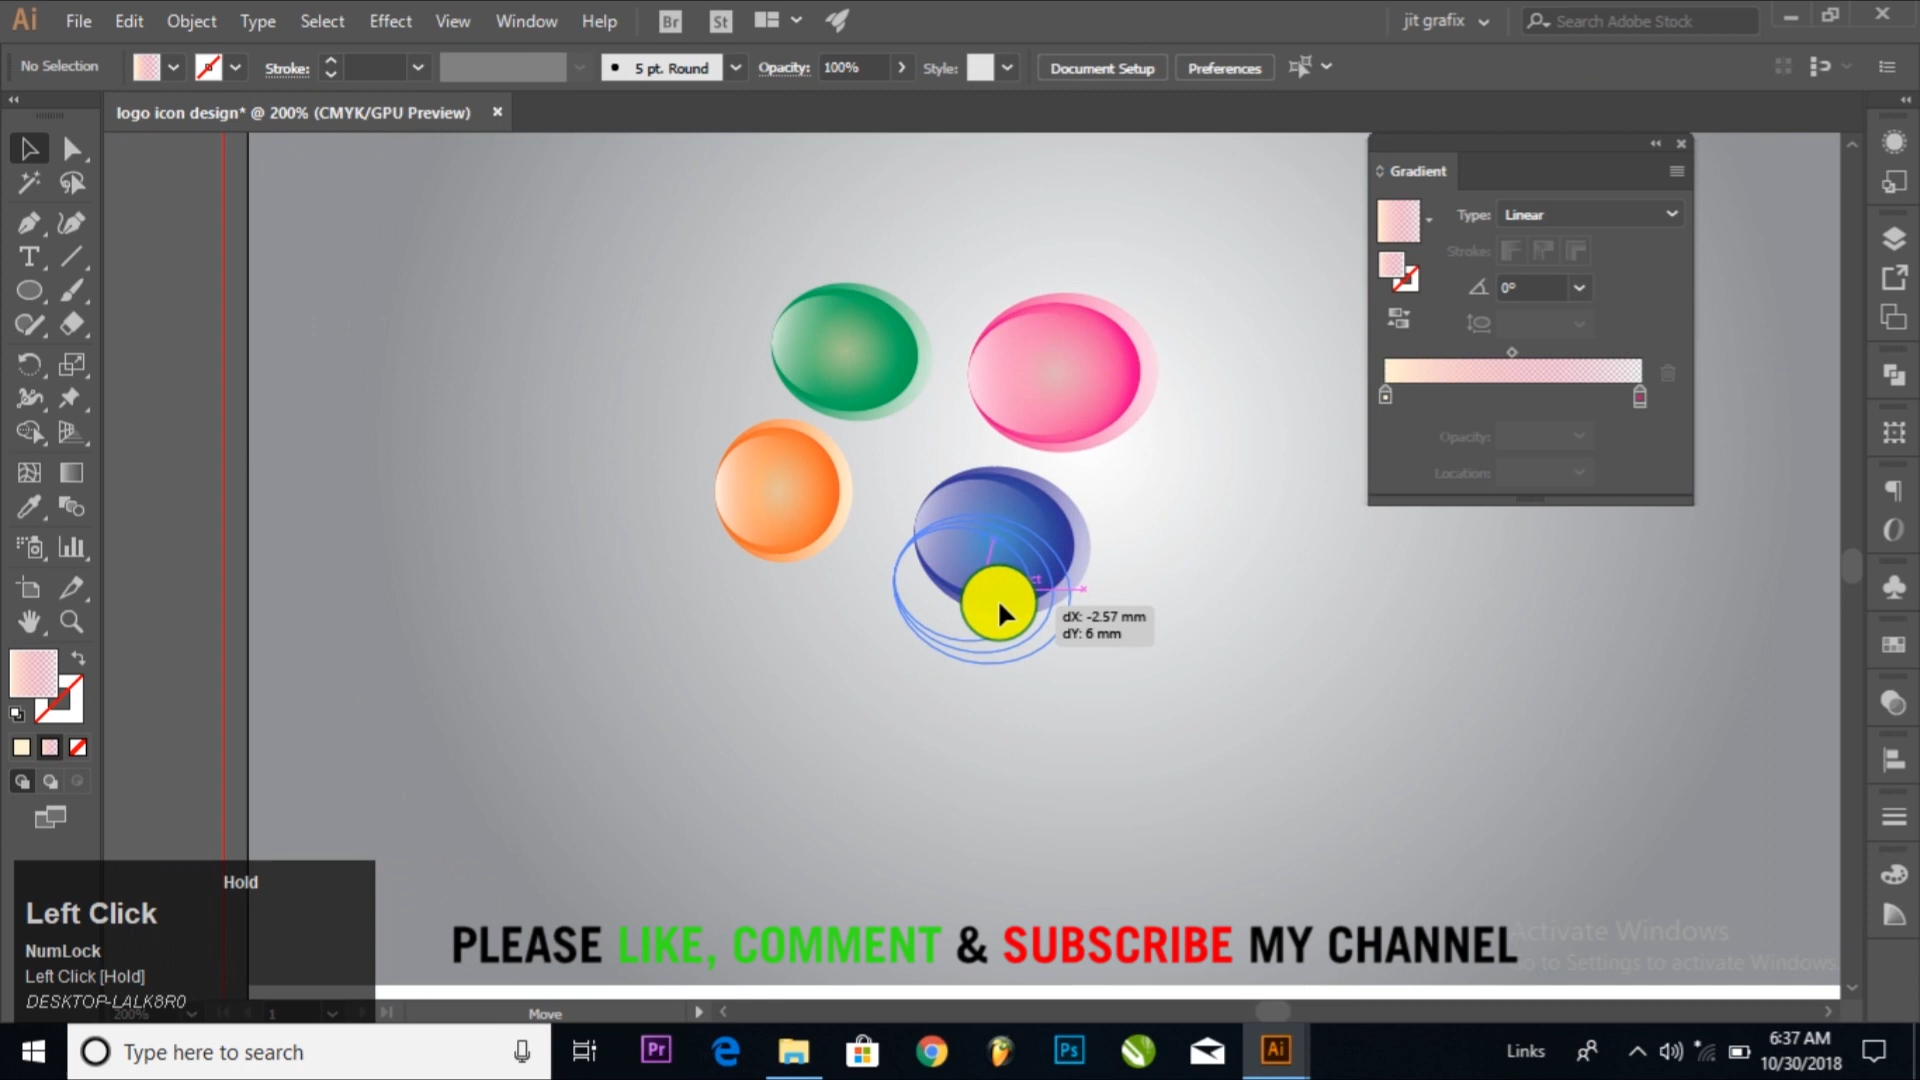 Ai File Edit Object Type Select Effect View Window Help Br St jit grafix Search Adobe Stock
No Selection Stroke: 5 pt. Round Opacity: 100% Style: Document Setup Preferences
logo icon design* @ 200% (CMYK/GPU Preview)
Gradient
Type: Linear
Stroke:
0°
Opacity:
Location:
dX: -2.57 mm
dY: 6 mm
Hold
Left Click
NumLock
Left Click [Hold]
DESKTOP-LALK8R0
PLEASE LIKE, COMMENT & SUBSCRIBE MY CHANNEL
Activate Windows
Go to Settings to activate Windows.
200% 1 Move
Type here to search Pr Ps Ai Links 6:37 AM
10/30/2018